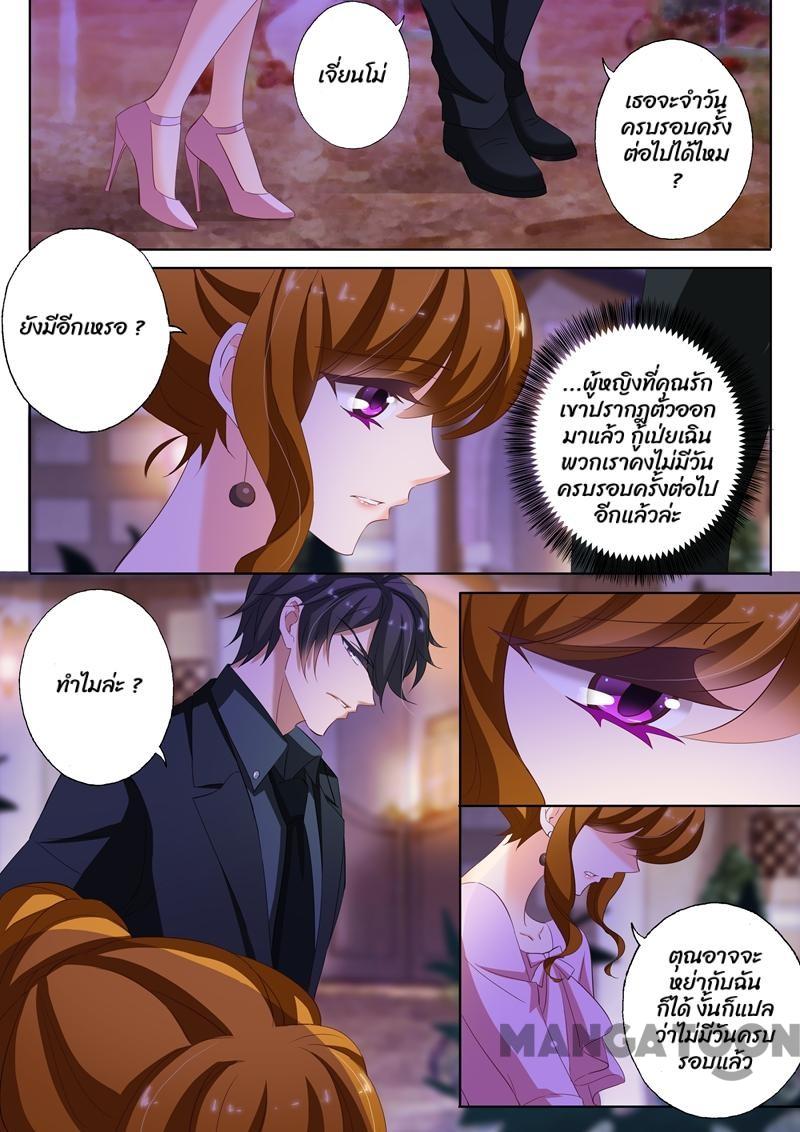 เจี่ยนโม่
เธอจะจำวัน
ครบรอบครั้ง
ต่อไปได้ไหม
?
ยังมีอีกเหรอ ?
...ผู้หญิงที่คุณรัก
เขาปรากฏตัวออก
มาแล้ว กู้เป่ยเฉิน
พวกเราคงไม่มีวัน
ครบรอบครั้งต่อไป
อีกแล้วล่ะ
ทำไมล่ะ ?
ตุณอาจจะ
หย่ากับฉัน
ก็ได้ งั้นก็แปล
ว่าไม่มีวันครบ
รอบแล้ว
MANGATOON